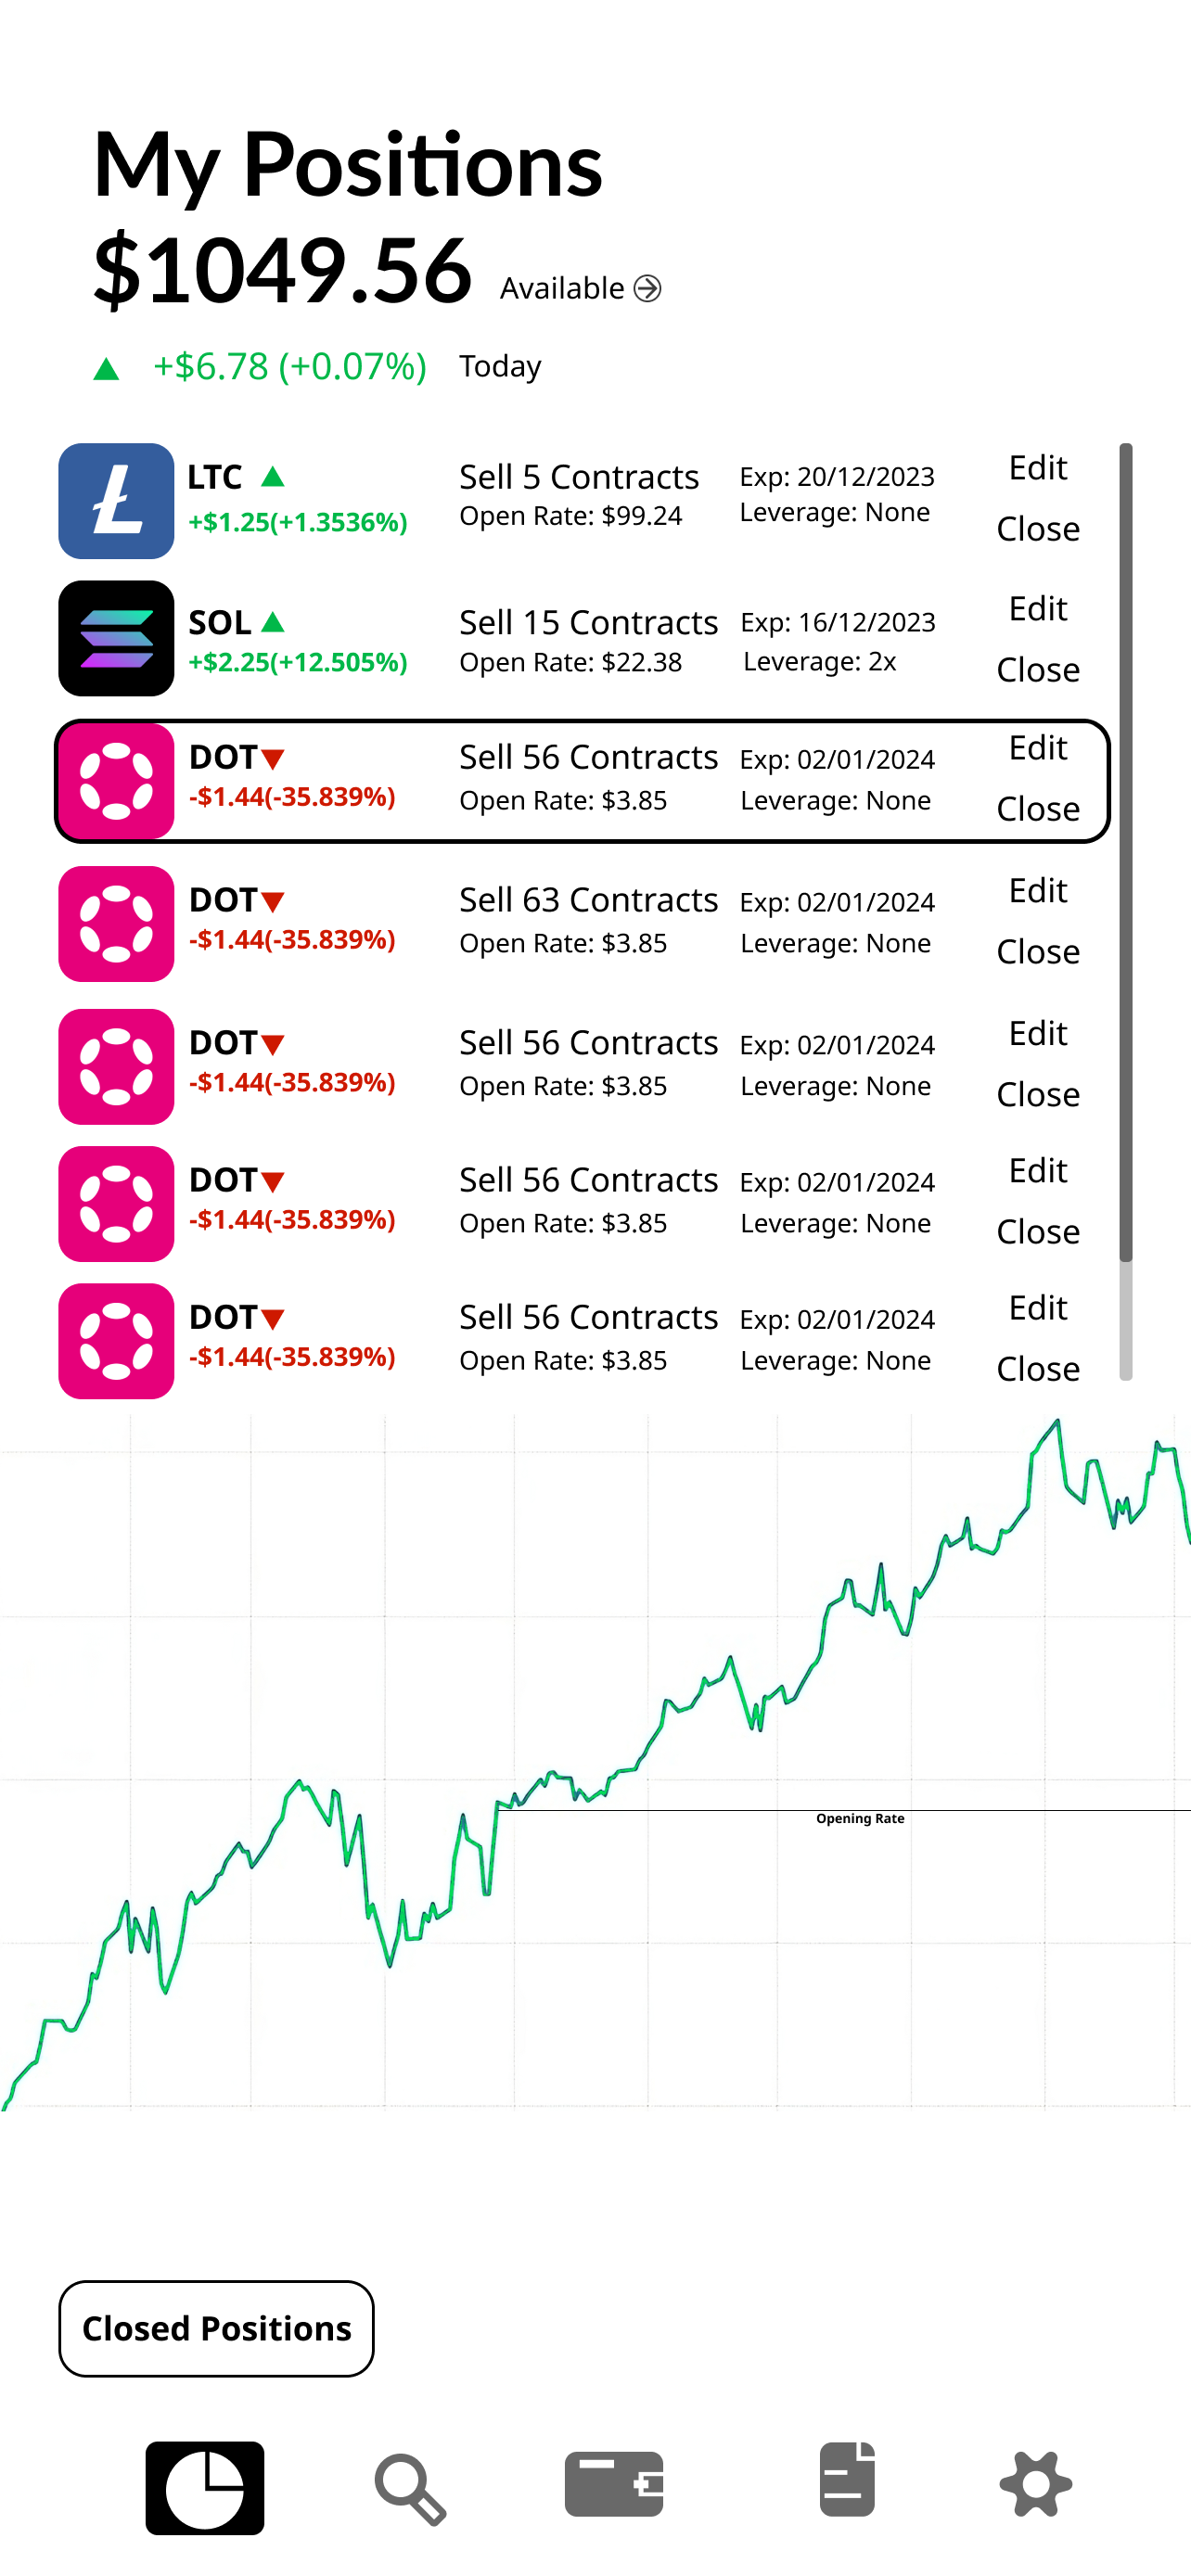 My Positions
$1049.56 Available
+$6.78 (+0.07%) Today
LTC Sell 5 Contracts Exp: 20/12/2023 Edit
+$1.25(+1.3536%) Open Rate: $99.24 Leverage: None Close
SOL Sell 15 Contracts Exp: 16/12/2023 Edit
+$2.25(+12.505%) Open Rate: $22.38 Leverage: 2x Close
DOT Sell 56 Contracts Exp: 02/01/2024 Edit
-$1.44(-35.839%) Open Rate: $3.85 Leverage: None Close
DOT Sell 63 Contracts Exp: 02/01/2024 Edit
-$1.44(-35.839%) Open Rate: $3.85 Leverage: None Close
DOT Sell 56 Contracts Exp: 02/01/2024 Edit
-$1.44(-35.839%) Open Rate: $3.85 Leverage: None Close
DOT Sell 56 Contracts Exp: 02/01/2024 Edit
-$1.44(-35.839%) Open Rate: $3.85 Leverage: None Close
DOT Sell 56 Contracts Exp: 02/01/2024 Edit
-$1.44(-35.839%) Open Rate: $3.85 Leverage: None Close
Opening Rate
Closed Positions